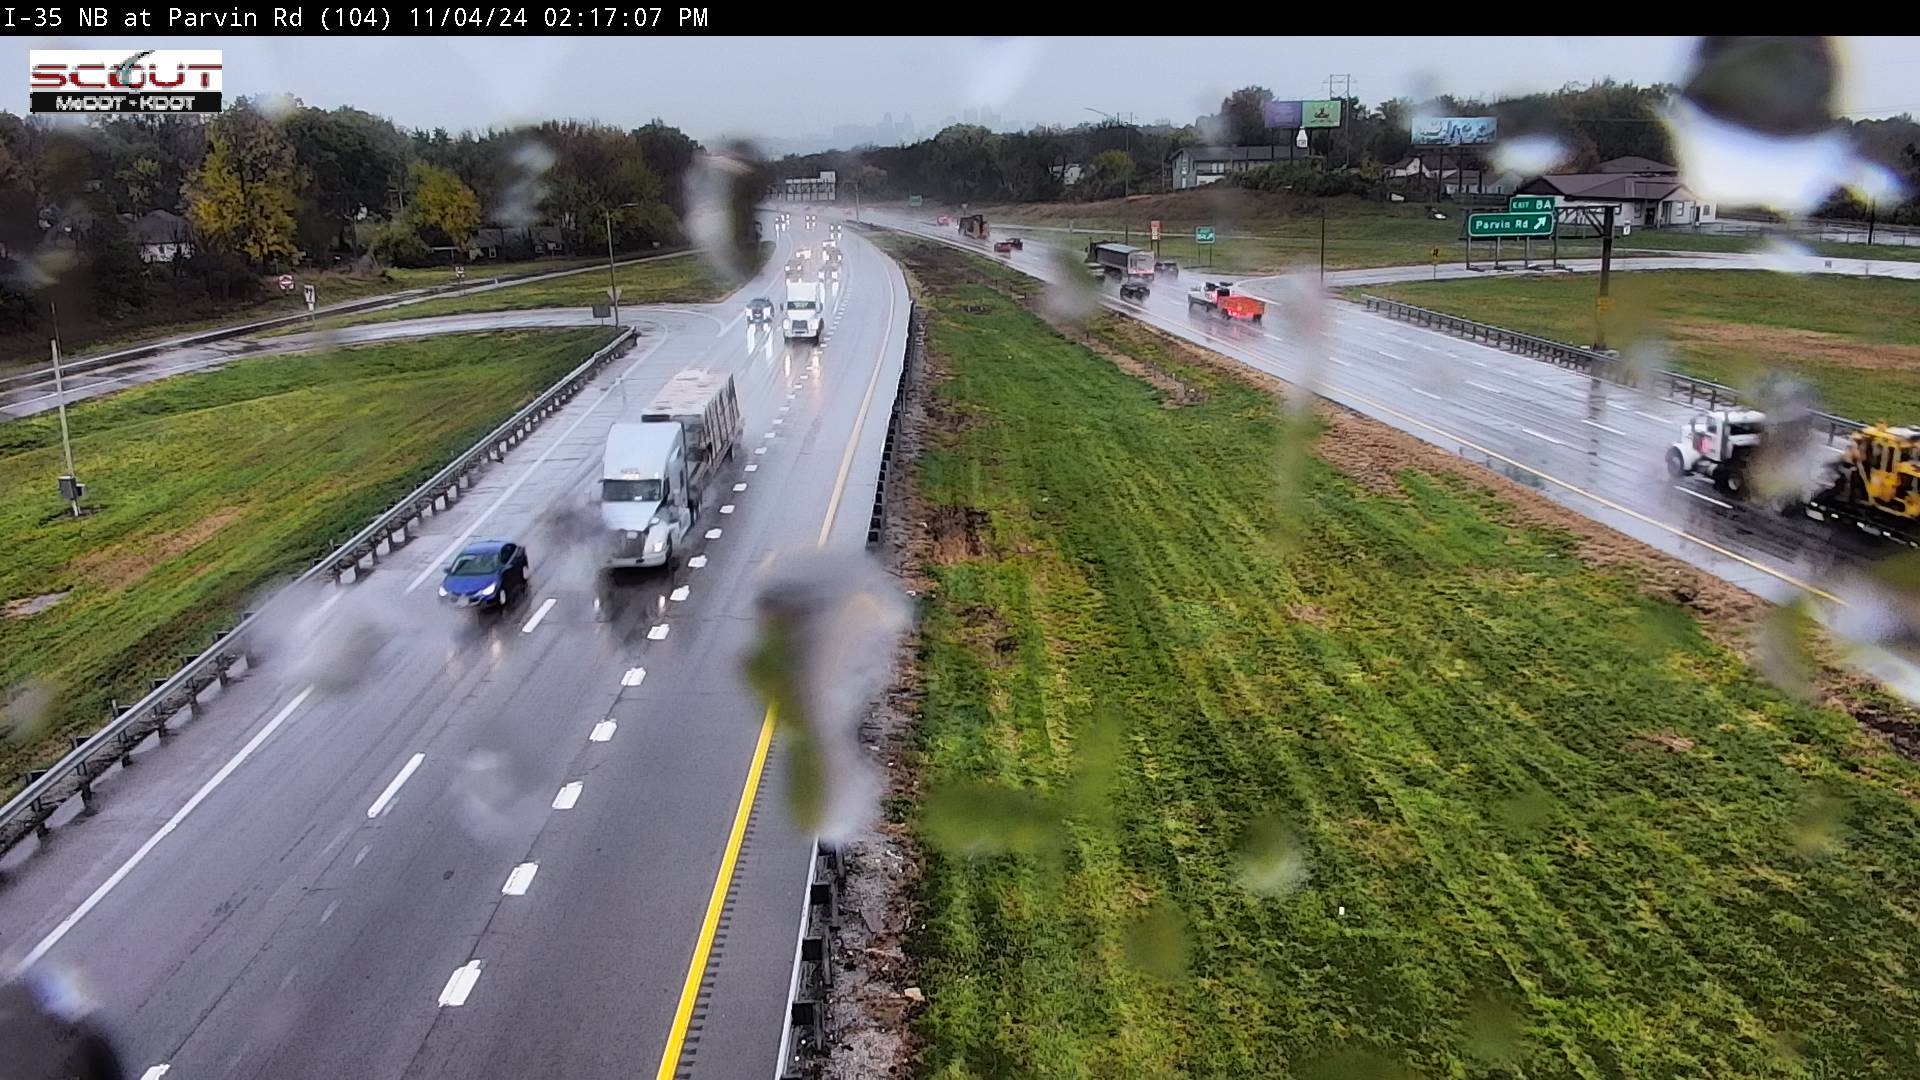 I-35 NB at Parvin Rd (104) 11/04/24 02:17:07 PM
SCOUT
MoDOT - KDOT
EXIT 8A
Parvin Rd